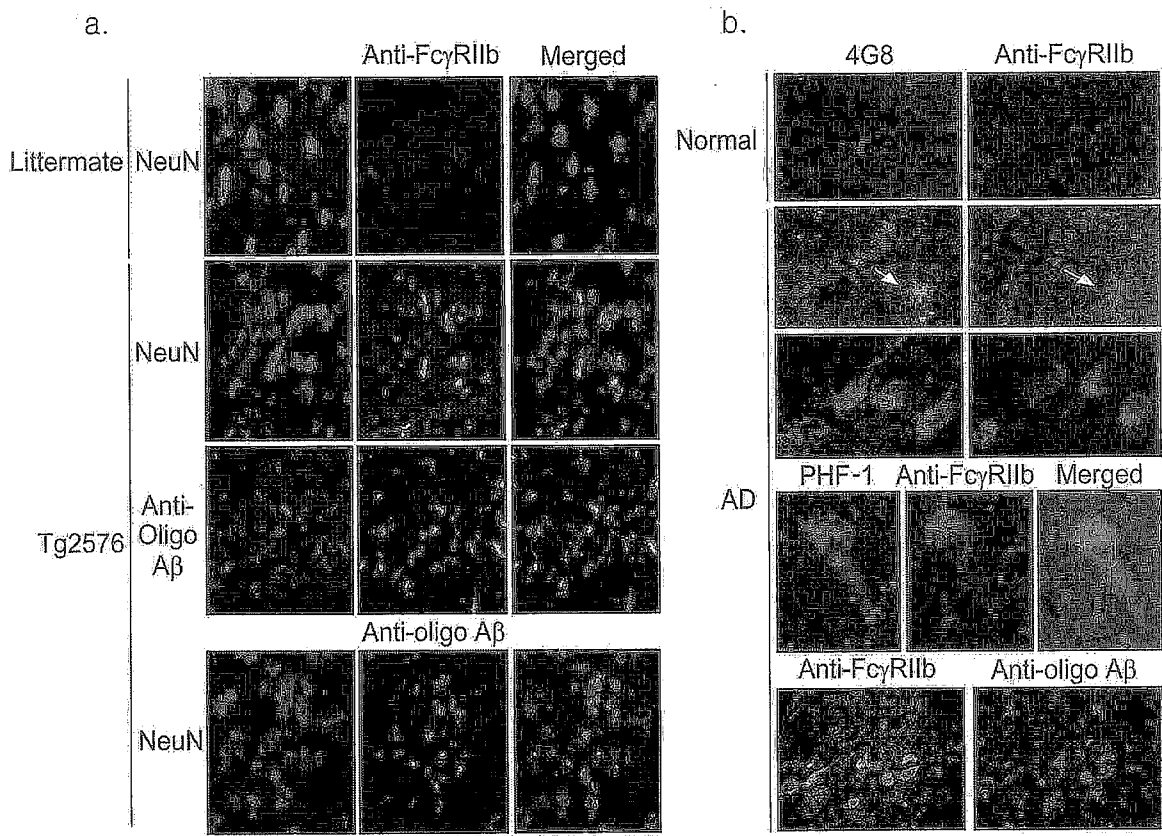 a.
Anti-FcγRIIb Merged
Littermate NeuN
NeuN
Tg2576
Anti-
Oligo
Aβ
Anti-oligo Aβ
NeuN
b.
4G8 Anti-FcγRIIb
Normal
AD
PHF-1 Anti-FcγRIIb Merged
Anti-FcγRIIb Anti-oligo Aβ